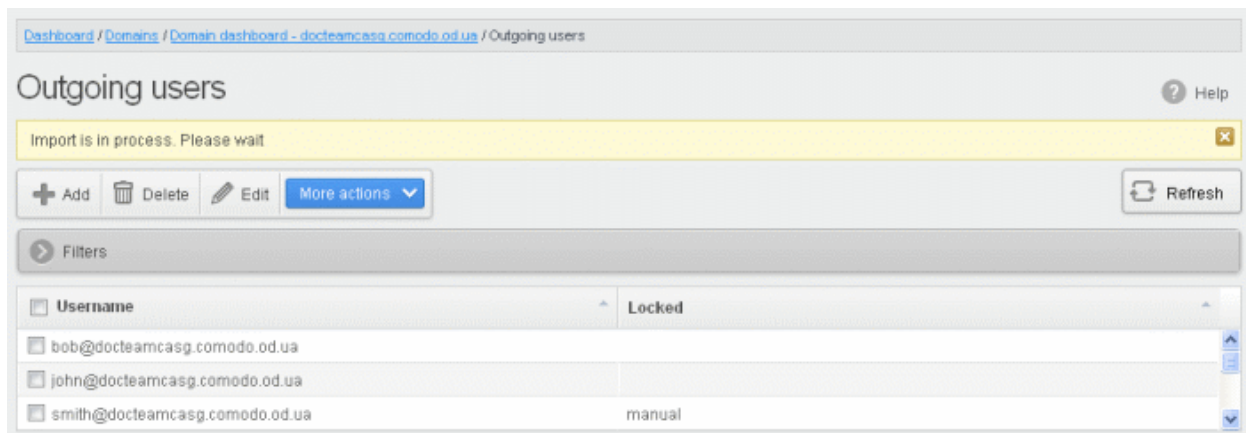 Dashboard / Domains / Domain dashboard - docteamcasg.comodo.od.ua / Outgoing users
Outgoing users
Help
Import is in process. Please wait
Add Delete Edit More actions Refresh
Filters
Username Locked
bob@docteamcasg.comodo.od.ua
john@docteamcasg.comodo.od.ua
smith@docteamcasg.comodo.od.ua manual